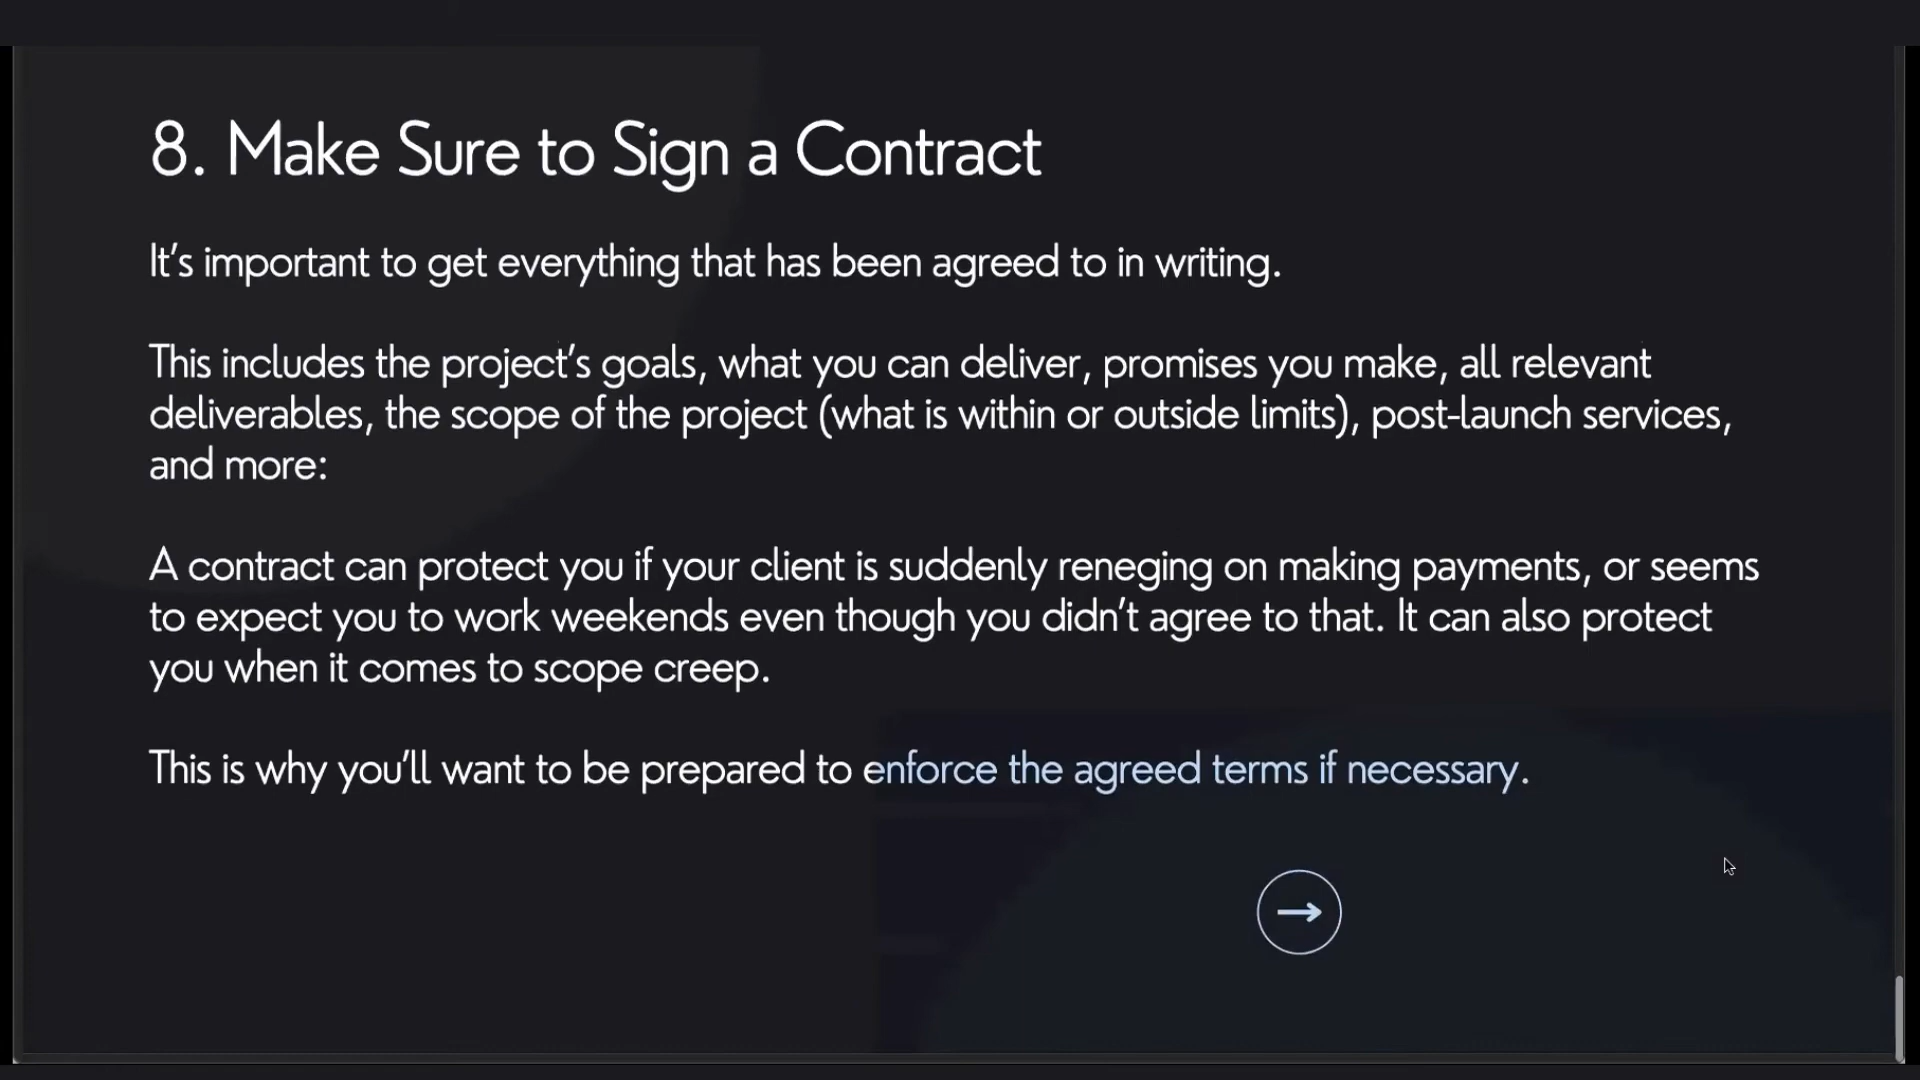 8. Make Sure to Sign a Contract
It's important to get everything that has been agreed to in writing.
This includes the project's goals, what you can deliver, promises you make, all relevant
deliverables, the scope of the project (what is within or outside limits), post-launch services,
and more:
A contract can protect you if your client is suddenly reneging on making payments, or seems
to expect you to work weekends even though you didn't agree to that. It can also protect
you when it comes to scope creep.
This is why you'll want to be prepared to enforce the agreed terms if necessary.